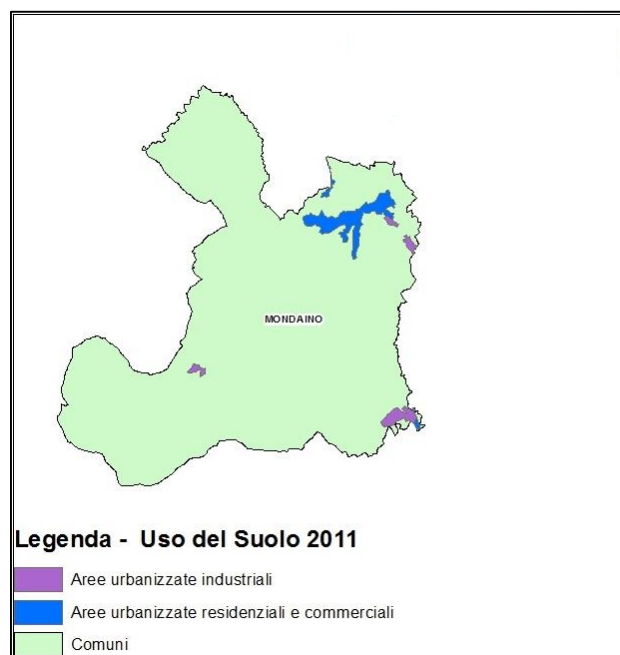 MONDAINO
Legenda - Uso del Suolo 2011
Aree urbanizzate industriali
Aree urbanizzate residenziali e commerciali
Comuni